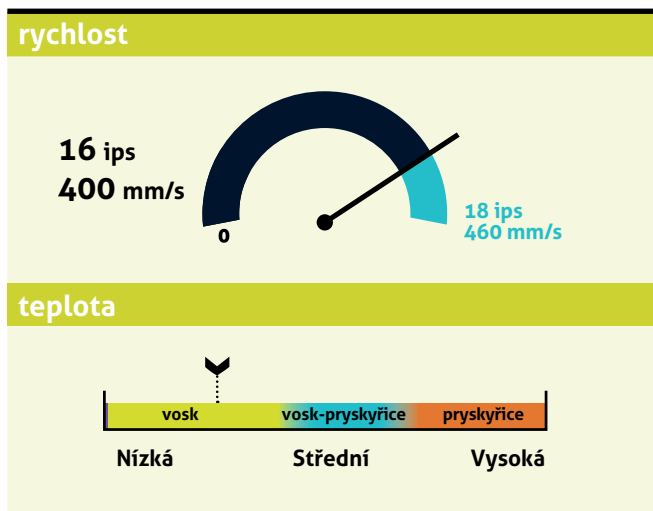 rychlost
16 ips
400 mm/s
0
18 ips
460 mm/s
teplota
vosk
vosk-pryskyřice
pryskyřice
Nízká
Střední
Vysoká